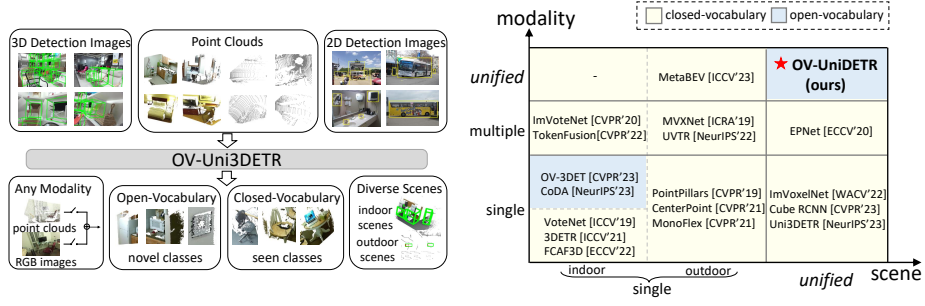 3D Detection Images
Point Clouds
2D Detection Images
OV-Uni3DETR
Any Modality
point clouds
RGB images
Open-Vocabulary
novel classes
Closed-Vocabulary
seen classes
Diverse Scenes
indoor
scenes
outdoor
scenes
modality
closed-vocabulary
open-vocabulary
unified
-
MetaBEV [ICCV'23]
OV-UniDETR
(ours)
multiple
ImVoteNet [CVPR'20]
TokenFusion[CVPR'22]
MVXNet [ICRA'19]
UVTR [NeurIPS'22]
EPNet [ECCV'20]
single
OV-3DET [CVPR'23]
CoDA [NeurIPS'23]
VoteNet [ICCV'19]
3DETR [ICCV'21]
FCAF3D [ECCV'22]
PointPillars [CVPR'19]
CenterPoint [CVPR'21]
MonoFlex [CVPR'21]
ImVoxelNet [WACV'22]
Cube RCNN [CVPR'23]
Uni3DETR [NeurIPS'23]
indoor
outdoor
single
unified
scene